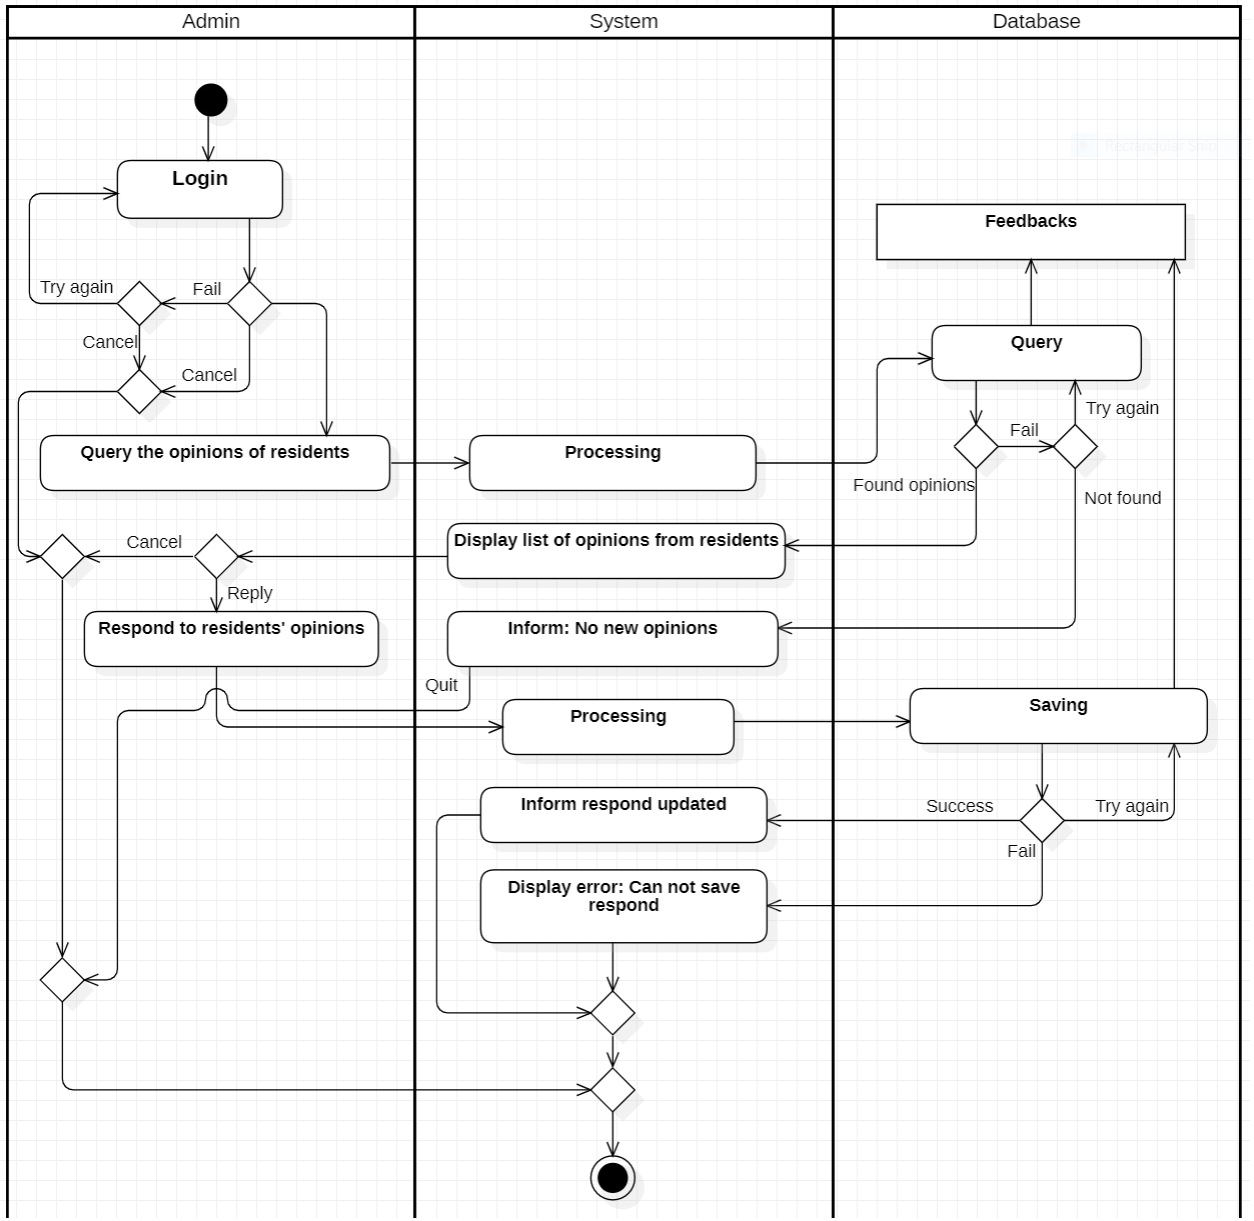 Admin
System
Database
Rectangular Snip
Login
Feedbacks
Try again
Fail
Cancel
Cancel
Query
Try again
Fail
Query the opinions of residents
Processing
Found opinions
Not found
Cancel
Display list of opinions from residents
Reply
Respond to residents' opinions
Inform: No new opinions
Quit
Processing
Saving
Inform respond updated
Success
Try again
Fail
Display error: Can not save
respond